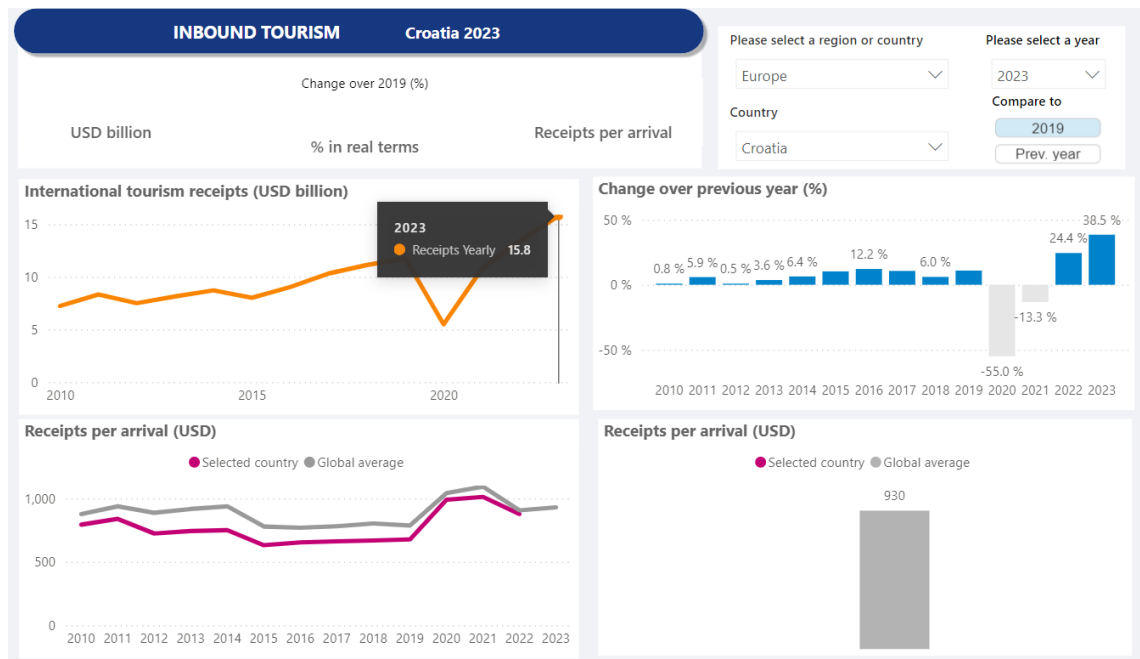 INBOUND TOURISM Croatia 2023
Change over 2019 (%)
USD billion
% in real terms
Receipts per arrival
Please select a region or country
Europe
Country
Croatia
Please select a year
2023
Compare to
2019
Prev. year
International tourism receipts (USD billion)
15
10
5
0
2010 2015 2020
2023
Receipts Yearly 15.8
Change over previous year (%)
50 %
0 %
-50 %
0.8 % 5.9 % 0.5 % 3.6 % 6.4 % 12.2 % 6.0 % -55.0 % -13.3 % 24.4 % 38.5 %
2010 2011 2012 2013 2014 2015 2016 2017 2018 2019 2020 2021 2022 2023
Receipts per arrival (USD)
Selected country Global average
1,000
500
0
2010 2011 2012 2013 2014 2015 2016 2017 2018 2019 2020 2021 2022 2023
Receipts per arrival (USD)
Selected country Global average
930